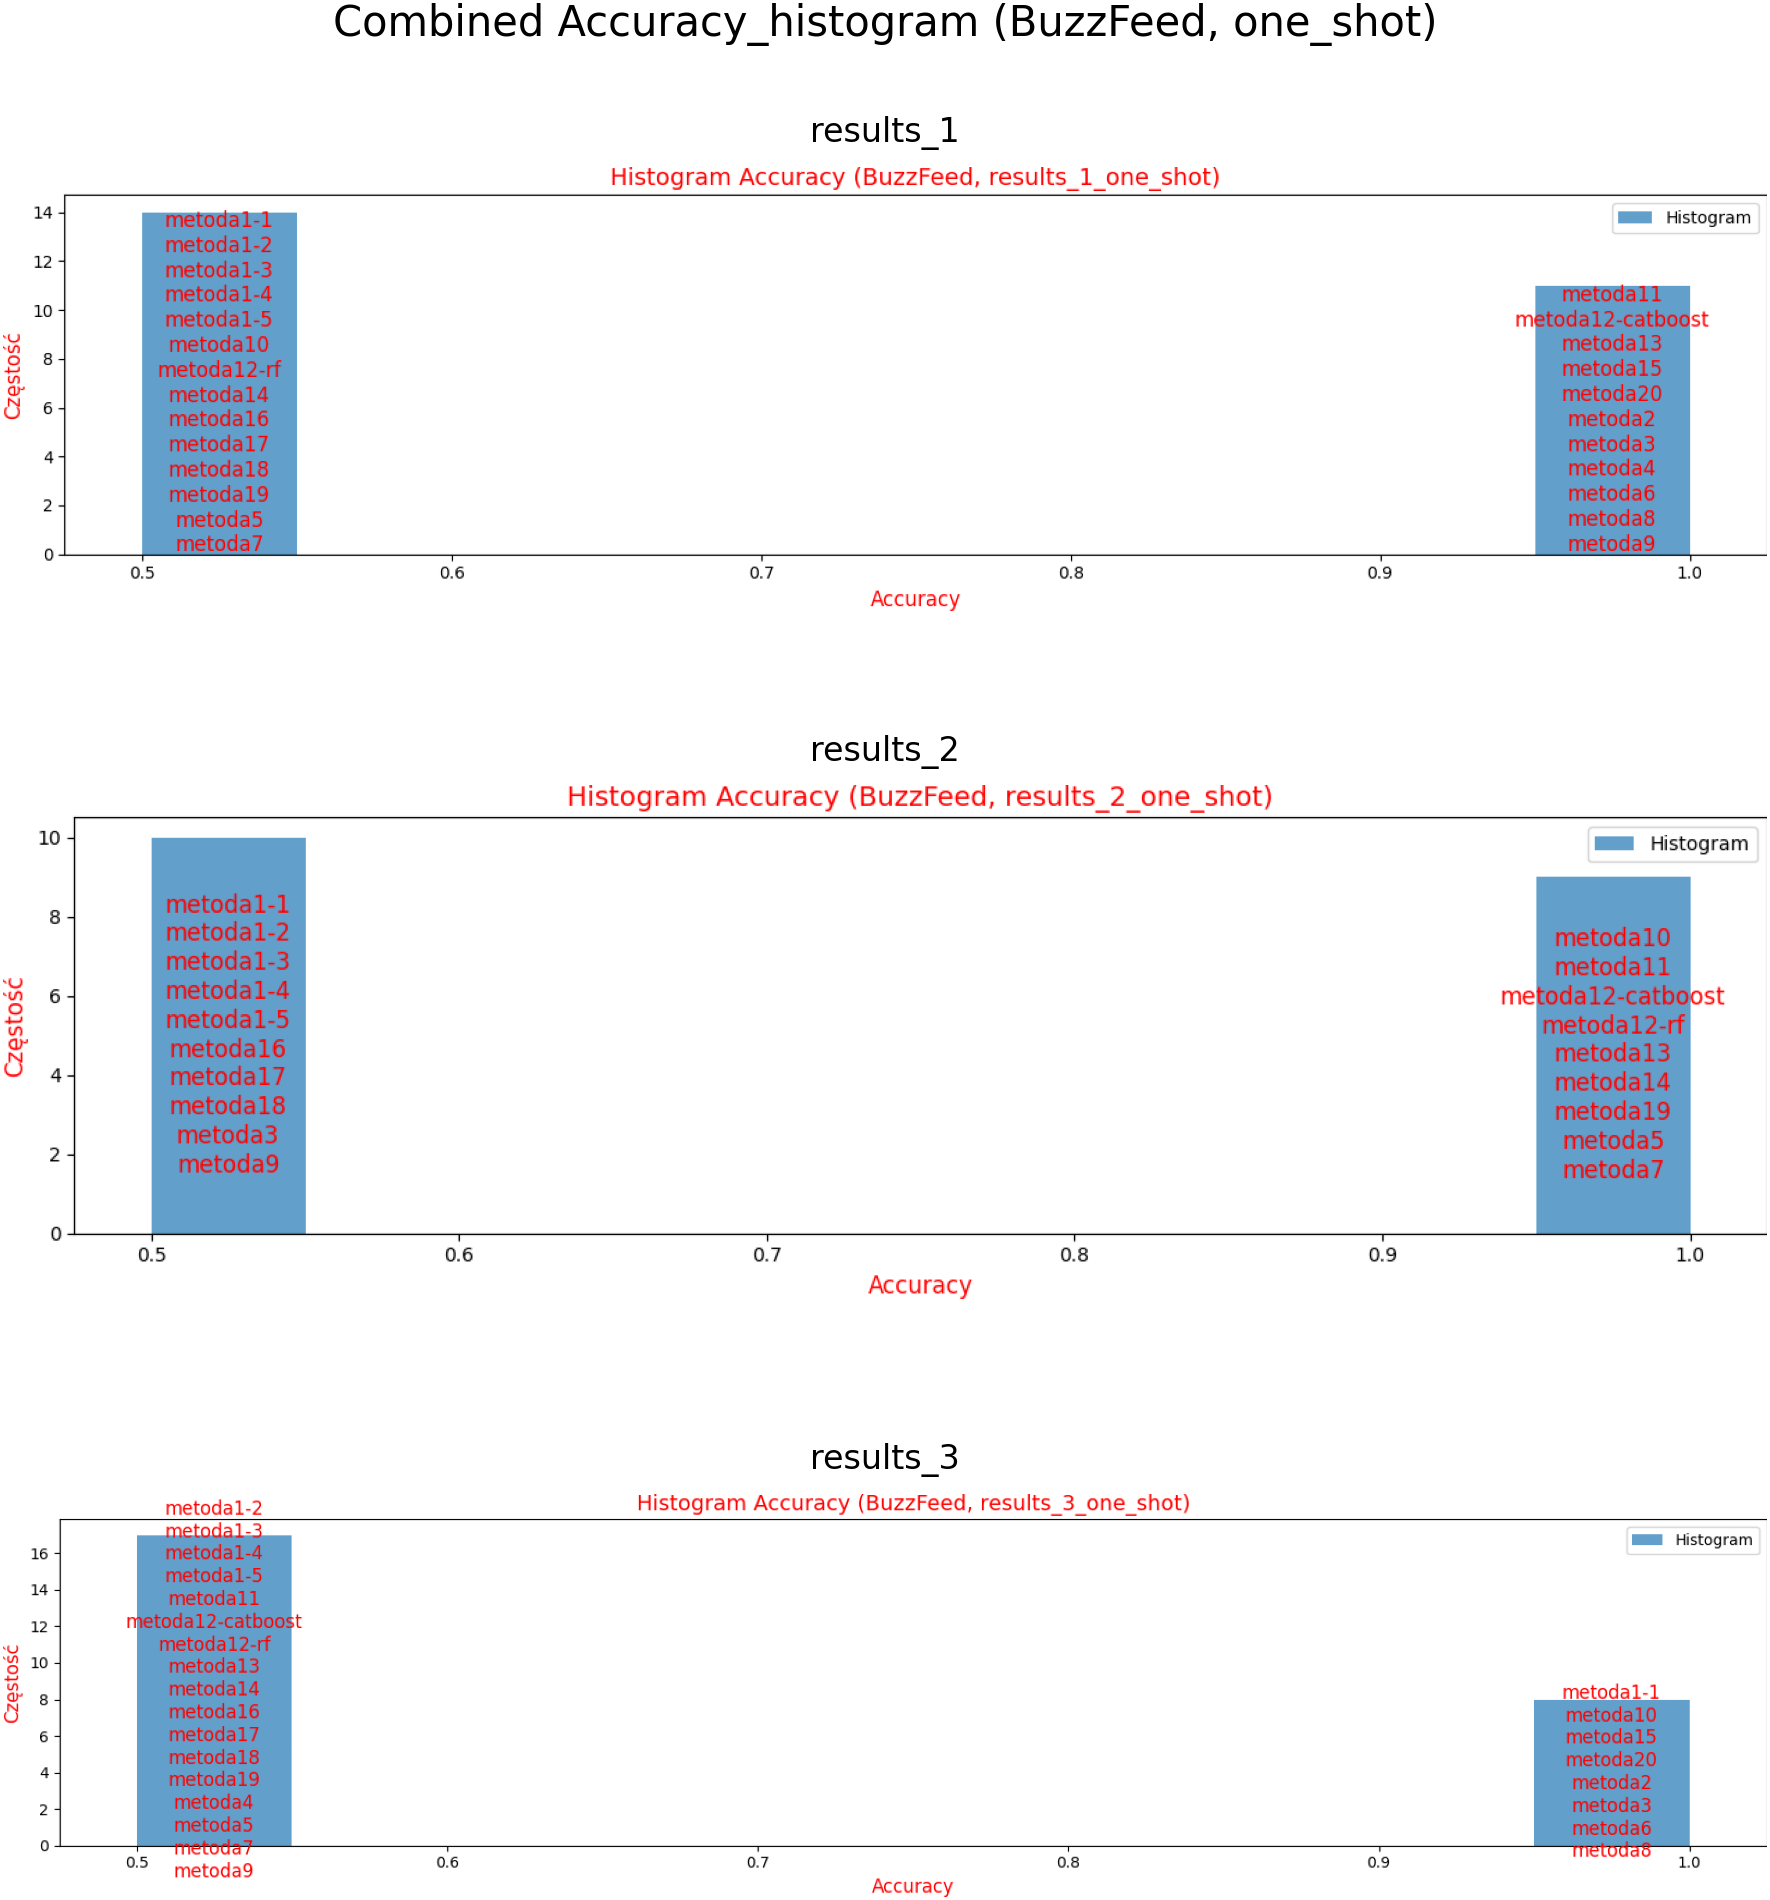 Combined Accuracy_histogram (BuzzFeed, one_shot)
results_1
Histogram Accuracy (BuzzFeed, results_1_one_shot)
Histogram
Częstość
14
12
10
8
6
4
2
0
metoda1-1
metoda1-2
metoda1-3
metoda1-4
metoda1-5
metoda10
metoda12-rf
metoda14
metoda16
metoda17
metoda18
metoda19
metoda5
metoda7
metoda11
metoda12-catboost
metoda13
metoda15
metoda20
metoda2
metoda3
metoda4
metoda6
metoda8
metoda9
0.5 0.6 0.7 0.8 0.9 1.0
Accuracy
results_2
Histogram Accuracy (BuzzFeed, results_2_one_shot)
Histogram
Częstość
10
8
6
4
2
0
metoda1-1
metoda1-2
metoda1-3
metoda1-4
metoda1-5
metoda16
metoda17
metoda18
metoda3
metoda9
metoda10
metoda11
metoda12-catboost
metoda12-rf
metoda13
metoda14
metoda19
metoda5
metoda7
0.5 0.6 0.7 0.8 0.9 1.0
Accuracy
results_3
Histogram Accuracy (BuzzFeed, results_3_one_shot)
Histogram
Częstość
16
14
12
10
8
6
4
2
0
metoda1-2
metoda1-3
metoda1-4
metoda1-5
metoda11
metoda12-catboost
metoda12-rf
metoda13
metoda14
metoda16
metoda17
metoda18
metoda19
metoda4
metoda5
metoda7
metoda9
metoda1-1
metoda10
metoda15
metoda20
metoda2
metoda3
metoda6
metoda8
0.5 0.6 0.7 0.8 0.9 1.0
Accuracy